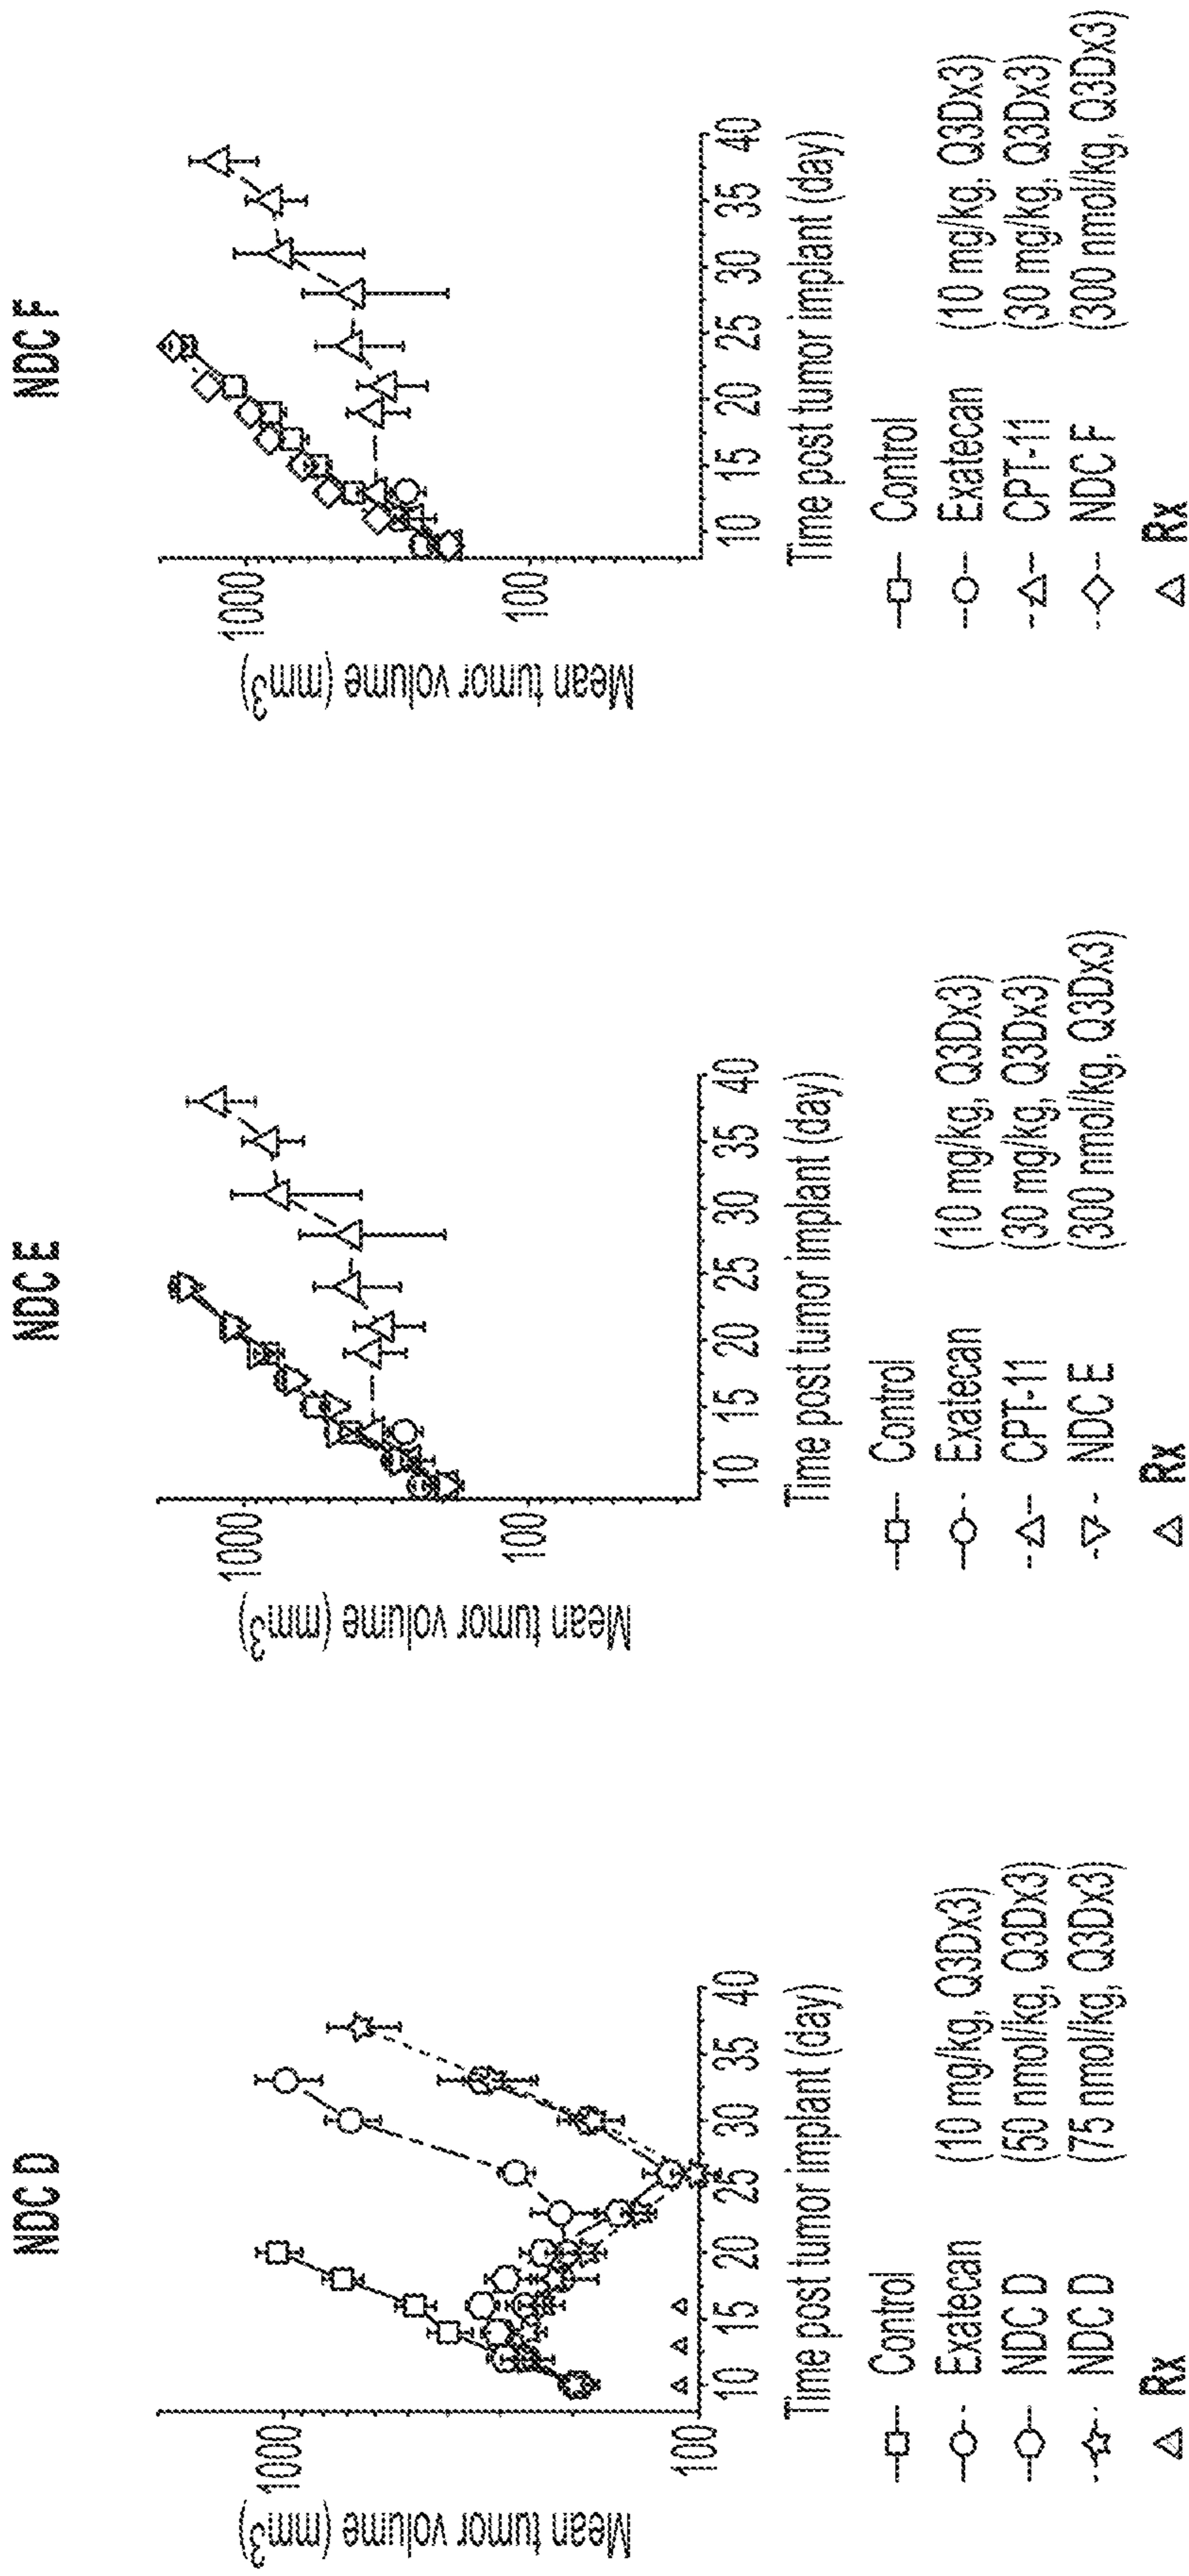 NDC D
Mean tumor volume (mm3)
1000
100
10 15 20 25 30 35 40
Time post tumor implant (day)
Control
Exatecan (10 mg/kg, Q3Dx3)
NDC D (50 nmol/kg, Q3Dx3)
NDC D (75 nmol/kg, Q3Dx3)
Rx
NDC E
Mean tumor volume (mm3)
1000
100
10 15 20 25 30 35 40
Time post tumor implant (day)
Control
Exatecan (10 mg/kg, Q3Dx3)
CPT-11 (30 mg/kg, Q3Dx3)
NDC E (300 nmol/kg, Q3Dx3)
Rx
NDC F
Mean tumor volume (mm3)
1000
100
10 15 20 25 30 35 40
Time post tumor implant (day)
Control
Exatecan (10 mg/kg, Q3Dx3)
CPT-11 (30 mg/kg, Q3Dx3)
NDC F (300 nmol/kg, Q3Dx3)
Rx